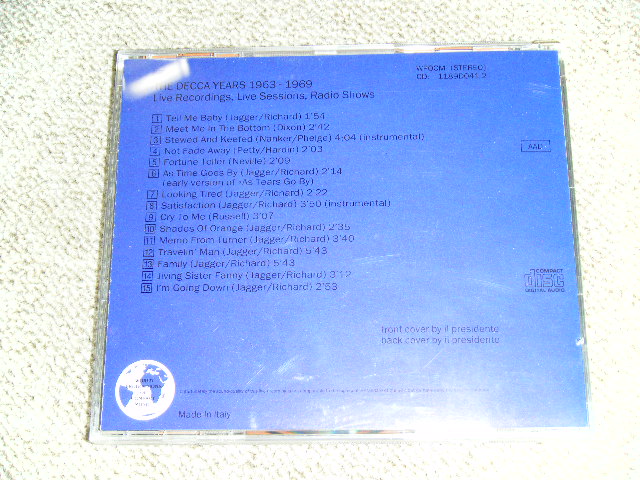 THE DECCA YEARS 1963 - 1969
Live Recordings, Live Sessions, Radio Shows
WPOCM (STEREO)
CD: 1189D041-2
1 Tell Me Baby (Jagger/Richard) 1'54
2 Meet Me In The Bottom (Dixon) 2'42
3 Stewed And Keefed (Nanker/Phelge) 4:04 (instrumental)
4 Not Fade Away (Petty/Hardin) 2'03
AAD
5 Fortune Teller (Neville) 2'09
6 As Time Goes By (Jagger/Richard) 2'14
(early version of »As Tears Go By)
7 Looking Tired (Jagger/Richard) 2'22
8 Satisfaction (Jagger/Richard) 3'50 (instrumental)
9 Cry To Me (Russell) 3'07
10 Shades Of Orange (Jagger/Richard) 2'35
11 Memo From Turner (Jagger/Richard) 3'40
12 Travelin' Man (Jagger/Richard) 5'43
13 Family (Jagger/Richard) 5'43
14 Jiving Sister Fanny (Jagger/Richard) 3'12
15 I'm Going Down (Jagger/Richard) 2'53
COMPACT
disc
DIGITAL AUDIO
front cover by il presidente
back cover by il presidente
Made In Italy